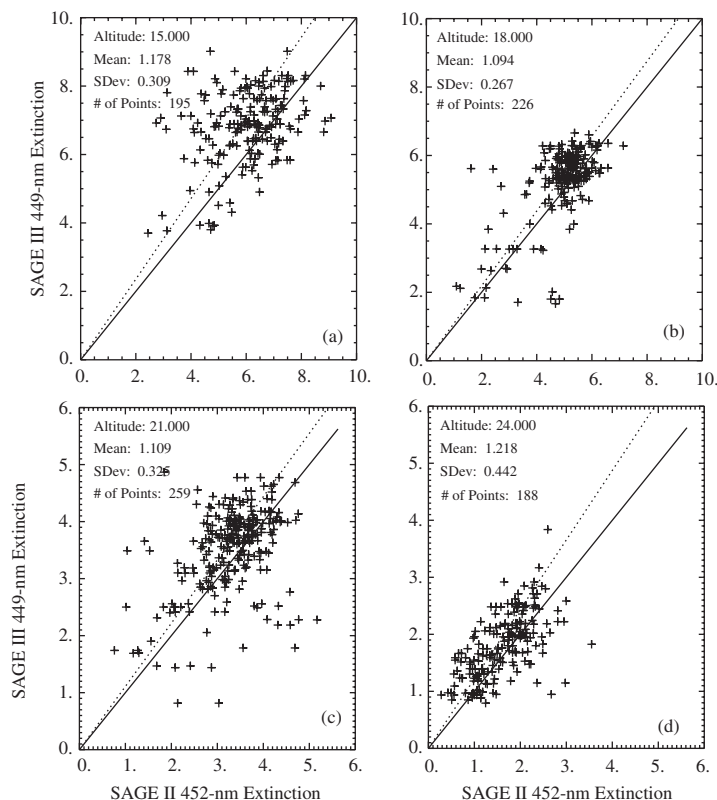 10.
8.
6.
4.
2.
0.
0. 2. 4. 6. 8. 10.
Altitude: 15.000
Mean: 1.178
SDev: 0.309
# of Points: 195
(a)
SAGE III 449-nm Extinction
10.
8.
6.
4.
2.
0.
0. 2. 4. 6. 8. 10.
Altitude: 18.000
Mean: 1.094
SDev: 0.267
# of Points: 226
(b)
6.
5.
4.
3.
2.
1.
0.
0. 1. 2. 3. 4. 5. 6.
Altitude: 21.000
Mean: 1.109
SDev: 0.326
# of Points: 259
(c)
SAGE III 449-nm Extinction
SAGE II 452-nm Extinction
6.
5.
4.
3.
2.
1.
0.
0. 1. 2. 3. 4. 5. 6.
Altitude: 24.000
Mean: 1.218
SDev: 0.442
# of Points: 188
(d)
SAGE II 452-nm Extinction